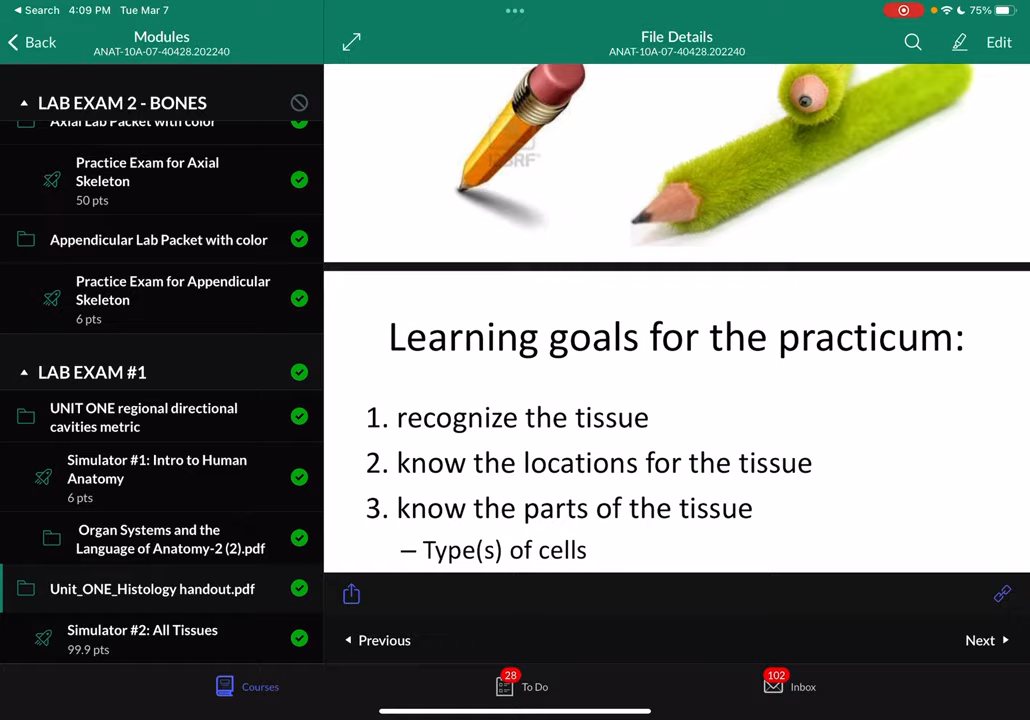 Search 4:09 PM Tue Mar 7
75%
Back
Modules
ANAT-10A-07-40428.202240
File Details
ANAT-10A-07-40428.202240
Edit
LAB EXAM 2 - BONES
Axial Lab Packet with color
Practice Exam for Axial
Skeleton
50 pts
Appendicular Lab Packet with color
Practice Exam for Appendicular
Skeleton
6 pts
LAB EXAM #1
UNIT ONE regional directional
cavities metric
Simulator #1: Intro to Human
Anatomy
6 pts
Organ Systems and the
Language of Anatomy-2 (2).pdf
Unit_ONE_Histology handout.pdf
Simulator #2: All Tissues
99.9 pts
Learning goals for the practicum:
1. recognize the tissue
2. know the locations for the tissue
3. know the parts of the tissue
– Type(s) of cells
Previous
Next
Courses
28
To Do
102
Inbox